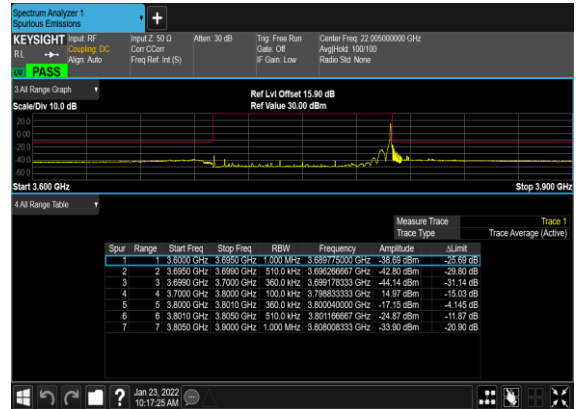 Spectrum Analyzer 1
Spurious Emissions
+
KEYSIGHT Input: RF Input Z: 50 Ω Atten: 30 dB Trig: Free Run Center Freq: 22.005000000 GHz
RL Coupling: DC Corr CCorr Gate: Off Avg|Hold: 100/100
Align: Auto Freq Ref: Int (S) IF Gain: Low Radio Std: None
PASS
3 All Range Graph Ref Lvl Offset 15.90 dB
Scale/Div 10.0 dB Ref Value 30.00 dBm
20.0
0.00
-20.0
-40.0
-60.0
Start 3.600 GHz Stop 3.900 GHz
4 All Range Table
Measure Trace Trace 1
Trace Type Trace Average (Active)
Spur Range Start Freq Stop Freq RBW Frequency Amplitude ΔLimit
1 1 3.6000 GHz 3.6950 GHz 1.000 MHz 3.689775000 GHz -38.69 dBm -25.69 dB
2 2 3.6950 GHz 3.6990 GHz 510.0 kHz 3.696266667 GHz -42.80 dBm -29.80 dB
3 3 3.6990 GHz 3.7000 GHz 360.0 kHz 3.699178333 GHz -44.14 dBm -31.14 dB
4 4 3.7000 GHz 3.8000 GHz 100.0 kHz 3.798833333 GHz 14.97 dBm -15.03 dB
5 5 3.8000 GHz 3.8010 GHz 360.0 kHz 3.800040000 GHz -17.15 dBm -4.145 dB
6 6 3.8010 GHz 3.8050 GHz 510.0 kHz 3.801166667 GHz -24.87 dBm -11.87 dB
7 7 3.8050 GHz 3.9000 GHz 1.000 MHz 3.808008333 GHz -33.90 dBm -20.90 dB
? Jan 23, 2022
10:17:25 AM